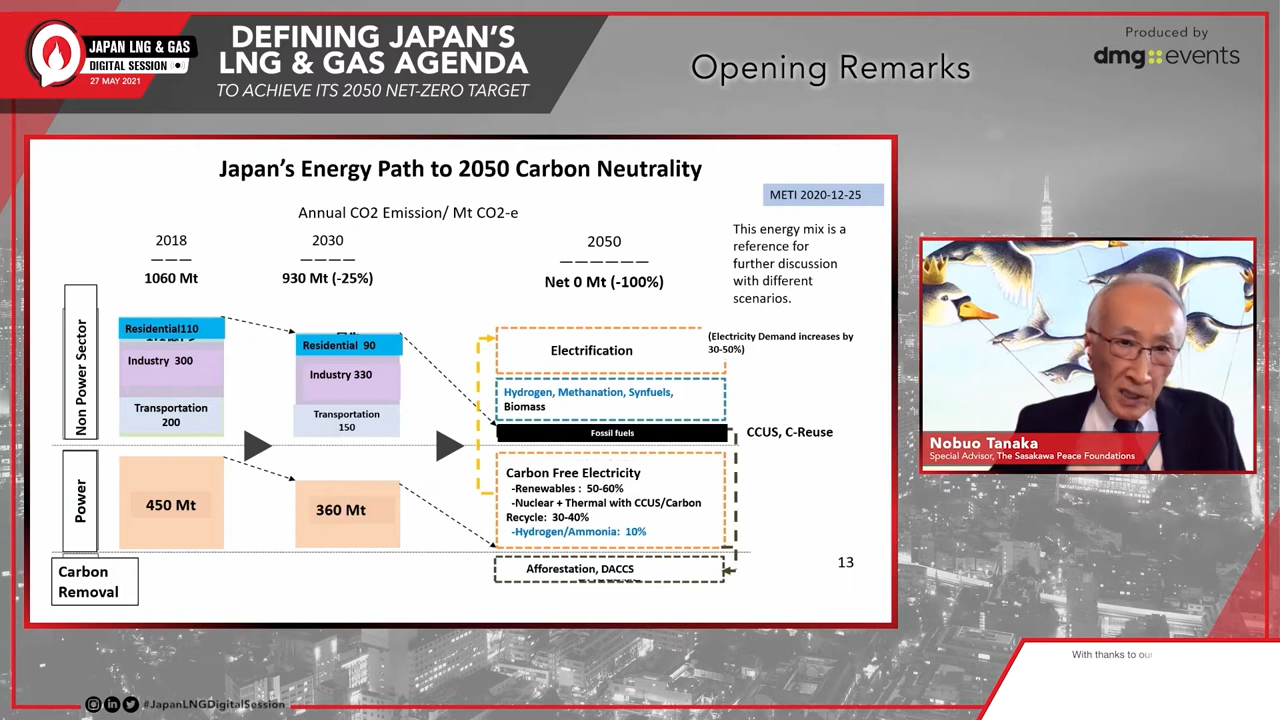 JAPAN LNG & GAS
DIGITAL SESSION
27 MAY 2021
DEFINING JAPAN'S
LNG & GAS AGENDA
TO ACHIEVE ITS 2050 NET-ZERO TARGET
Opening Remarks
Produced by
dmg::events
Japan's Energy Path to 2050 Carbon Neutrality
METI 2020-12-25
Annual CO2 Emission/ Mt CO2-e
This energy mix is a
reference for
further discussion
with different
scenarios.
2018
1060 Mt
2030
930 Mt (-25%)
2050
Net 0 Mt (-100%)
Non Power Sector
Residential110
Industry 300
Transportation
200
Residential 90
Industry 330
Transportation
150
Electrification
(Electricity Demand increases by
30-50%)
Hydrogen, Methanation, Synfuels,
Biomass
Fossil fuels
CCUS, C-Reuse
Power
450 Mt
360 Mt
Carbon Free Electricity
-Renewables : 50-60%
-Nuclear + Thermal with CCUS/Carbon
Recycle: 30-40%
-Hydrogen/Ammonia: 10%
Carbon
Removal
Afforestation, DACCS
13
Nobuo Tanaka
Special Advisor, The Sasakawa Peace Foundations
With thanks to our
#JapanLNGDigitalSession